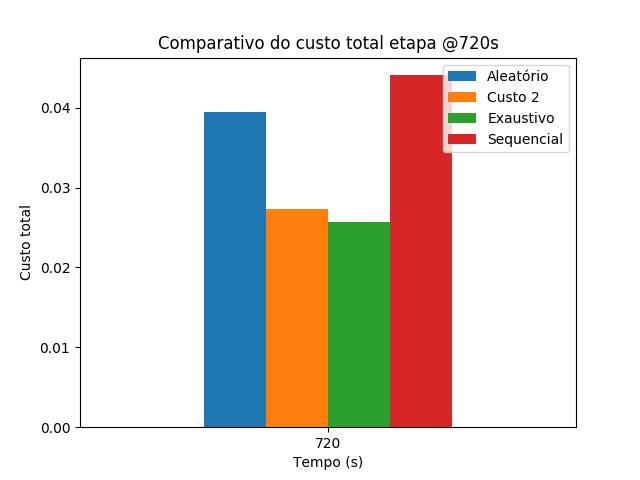 Comparativo do custo total etapa @720s
Aleatório
Custo 2
Exaustivo
Sequencial
Custo total
0.04
0.03
0.02
0.01
0.00
720
Tempo (s)